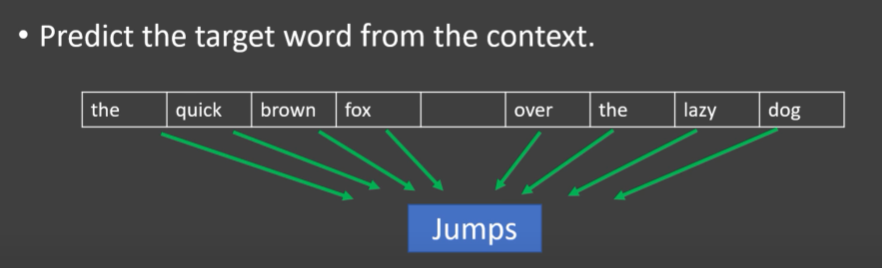 • Predict the target word from the context.
the quick brown fox over the lazy dog
Jumps